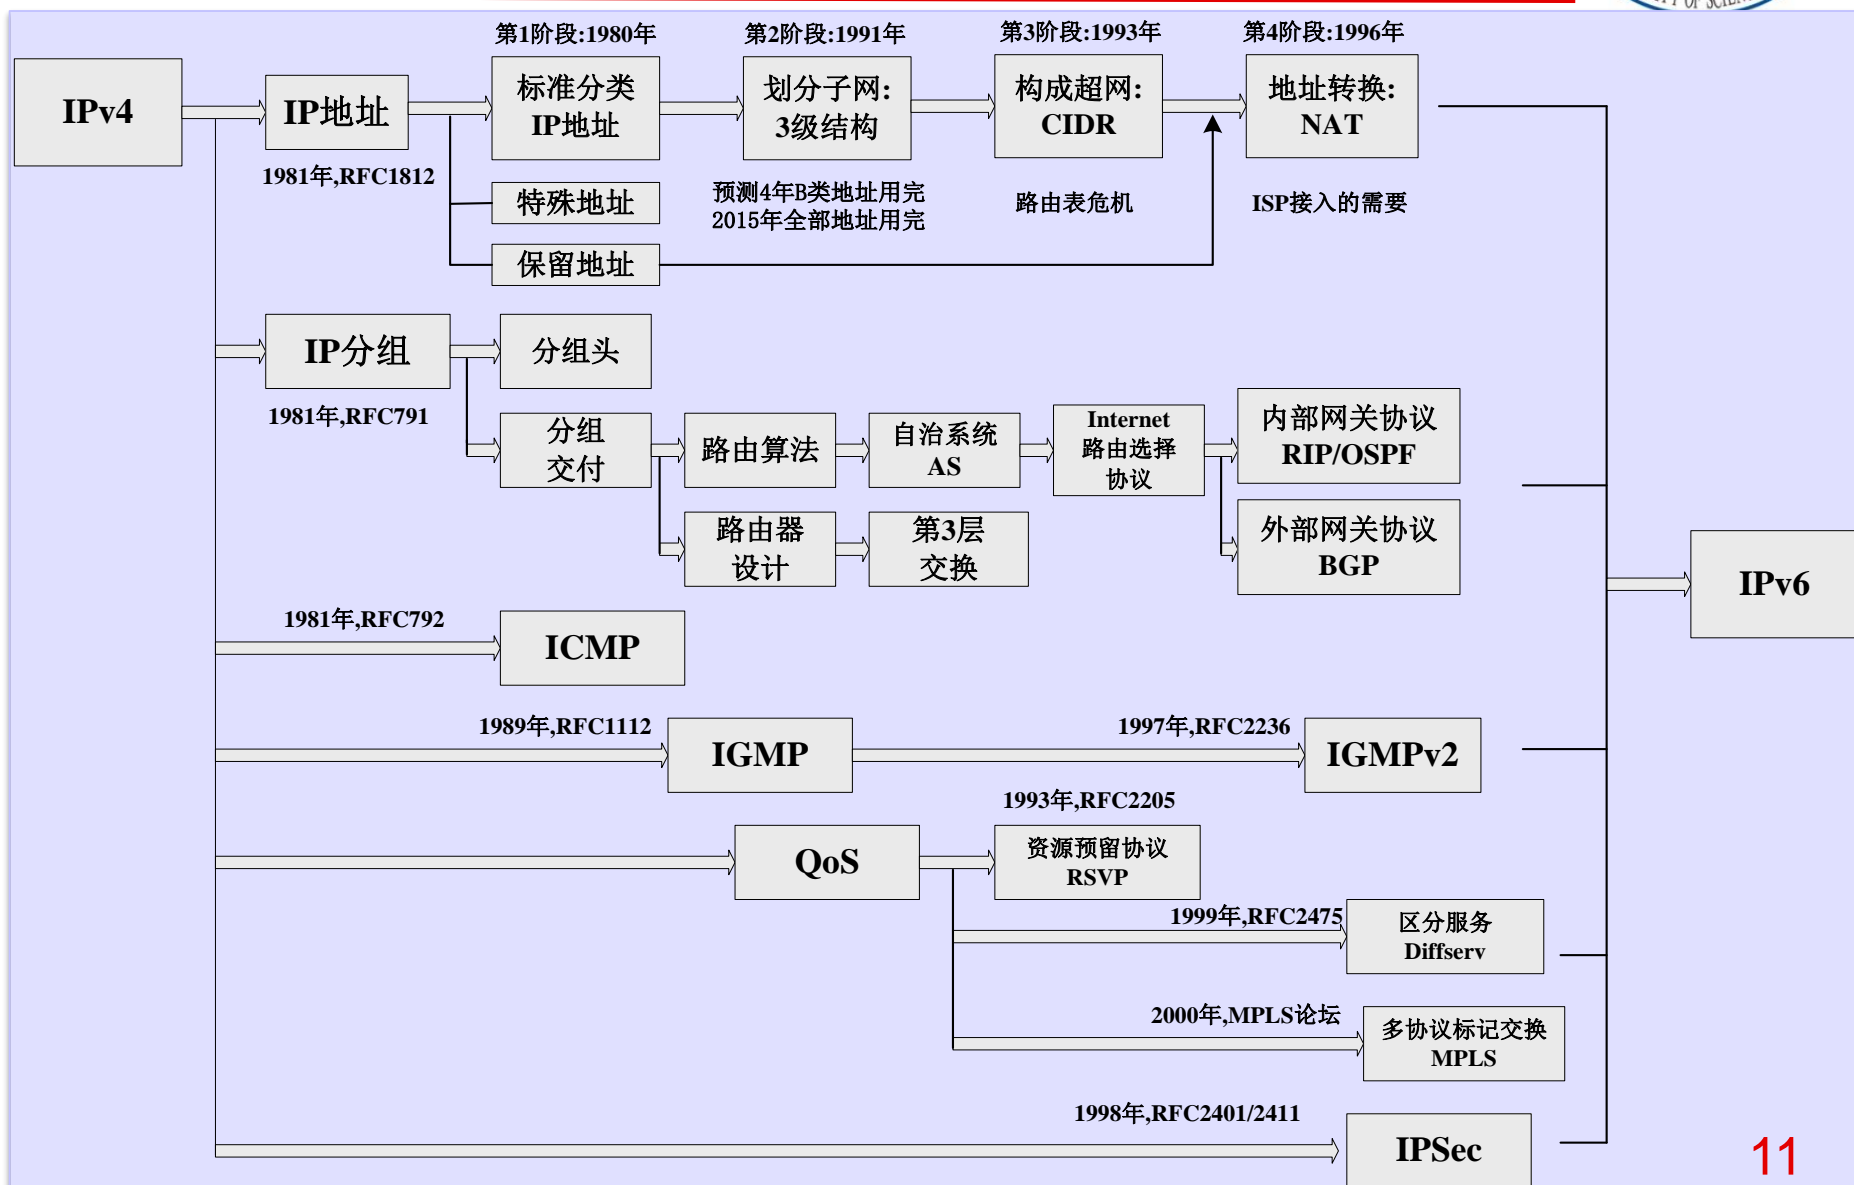 OF SCIEN
第1阶段:1980年
第2阶段:1991年
第3阶段:1993年
第4阶段:1996年
IPv4
IP地址
标准分类
IP地址
划分子网:
3级结构
构成超网:
CIDR
地址转换:
NAT
1981年,RFC1812
特殊地址
预测4年B类地址用完
2015年全部地址用完
路由表危机
ISP接入的需要
保留地址
IP分组
分组头
1981年,RFC791
分组
交付
路由算法
自治系统
AS
Internet
路由选择
协议
内部网关协议
RIP/OSPF
路由器
设计
第3层
交换
外部网关协议
BGP
IPv6
1981年,RFC792
ICMP
1989年,RFC1112
IGMP
1997年,RFC2236
IGMPv2
1993年,RFC2205
QoS
资源预留协议
RSVP
1999年,RFC2475
区分服务
Diffserv
2000年,MPLS论坛
多协议标记交换
MPLS
1998年,RFC2401/2411
IPSec
11